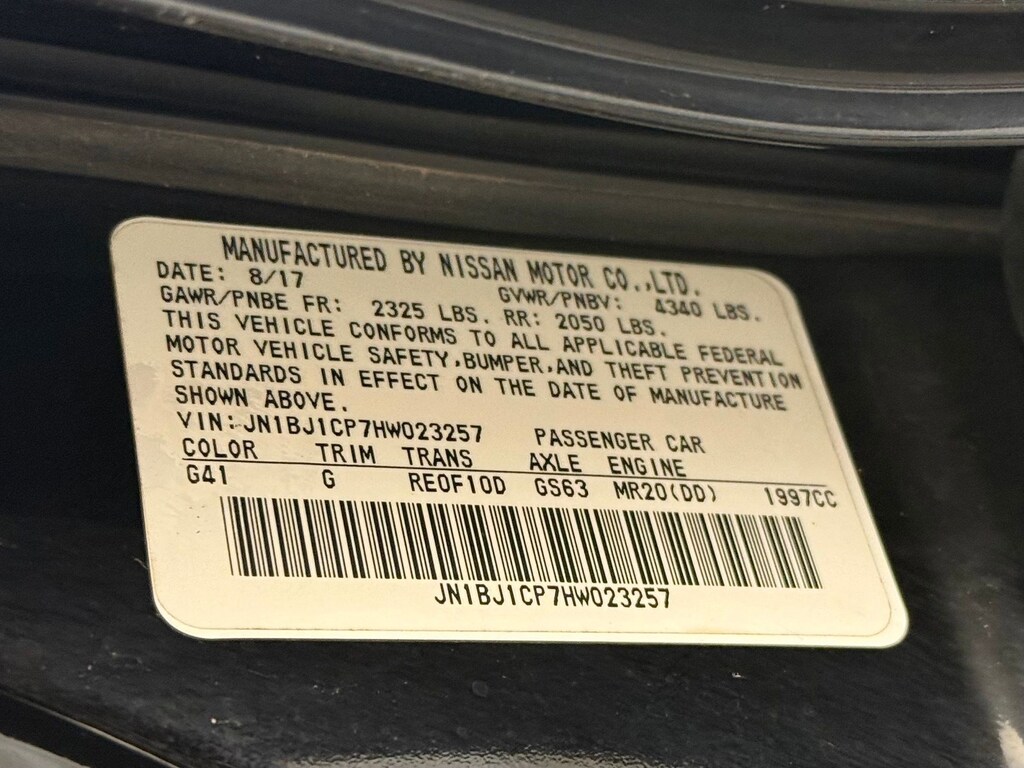 MANUFACTURED BY NISSAN MOTOR CO.,LTD.
DATE: 8/17 GVWR/PNBV: 4340 LBS.
GAWR/PNBE FR: 2325 LBS. RR: 2050 LBS.
THIS VEHICLE CONFORMS TO ALL APPLICABLE FEDERAL
MOTOR VEHICLE SAFETY,BUMPER,AND THEFT PREVENTION
STANDARDS IN EFFECT ON THE DATE OF MANUFACTURE
SHOWN ABOVE.
VIN:JN1BJ1CP7HW023257 PASSENGER CAR
COLOR TRIM TRANS AXLE ENGINE
G41 G RE0F10D GS63 MR20(DD) 1997CC
JN1BJ1CP7HW023257